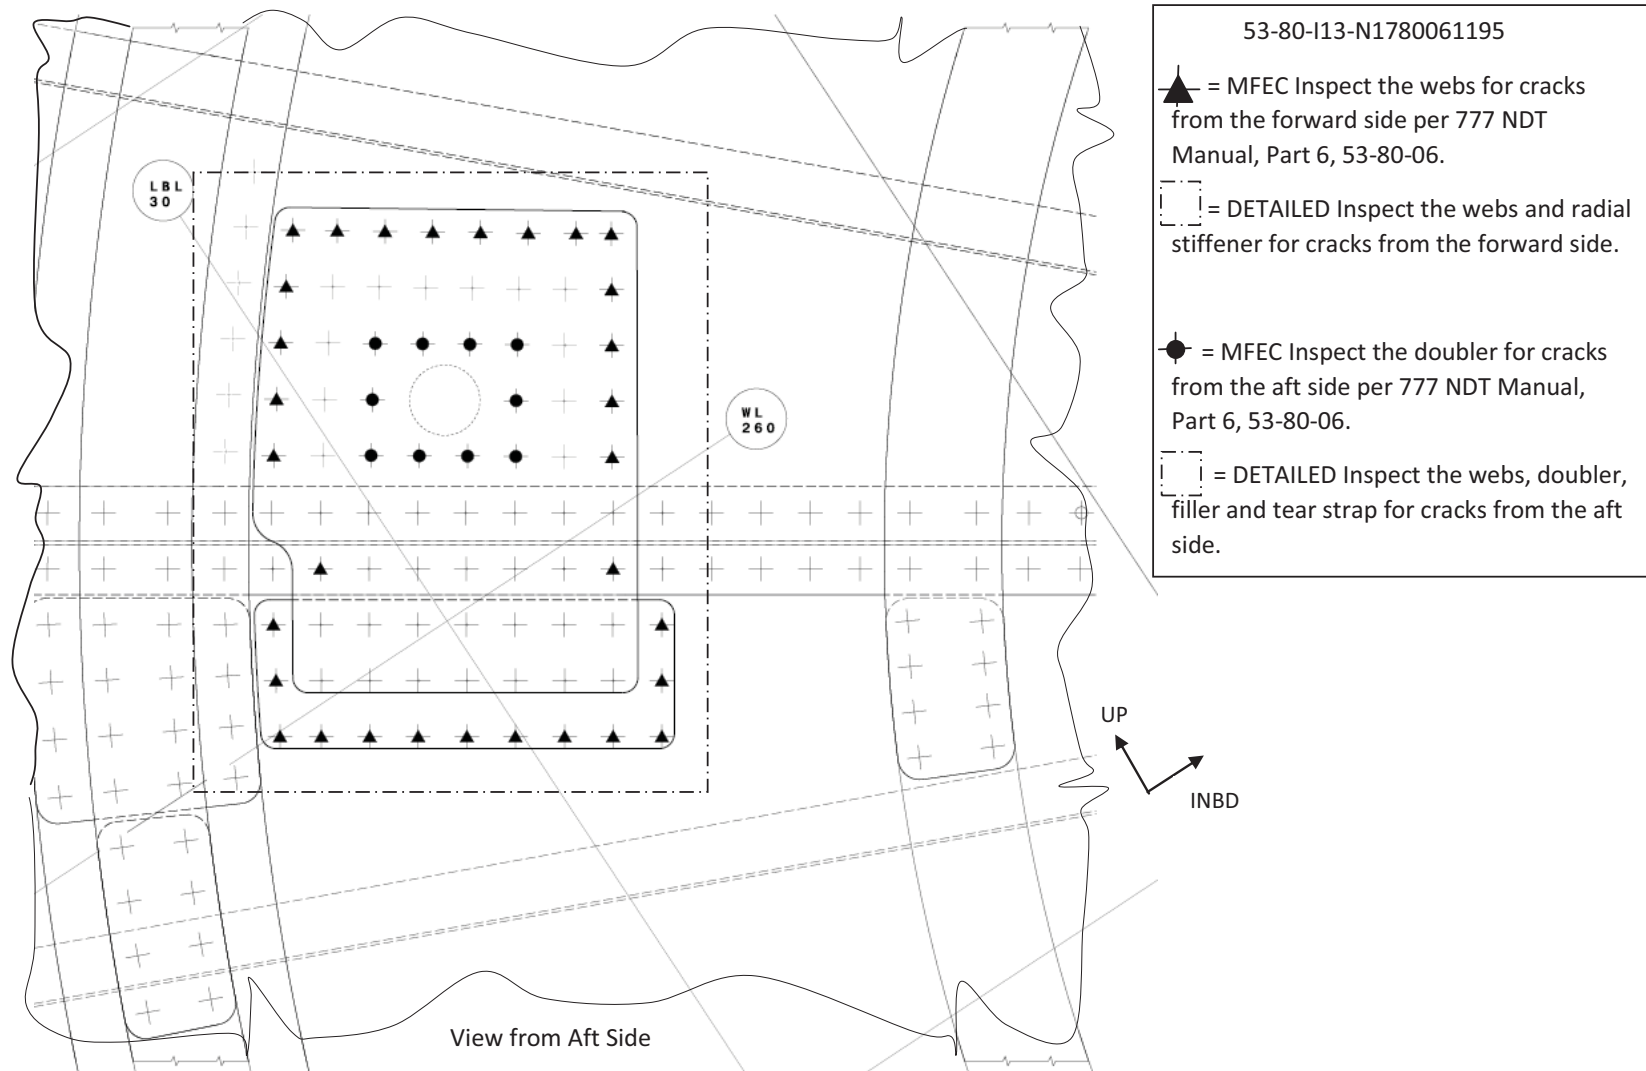 53-80-I13-N1780061195
= MFEC Inspect the webs for cracks
from the forward side per 777 NDT
Manual, Part 6, 53-80-06.
= DETAILED Inspect the webs and radial
stiffener for cracks from the forward side.
= MFEC Inspect the doubler for cracks
from the aft side per 777 NDT Manual,
Part 6, 53-80-06.
= DETAILED Inspect the webs, doubler,
filler and tear strap for cracks from the aft
side.
LBL
30
WL
260
UP
INBD
View from Aft Side